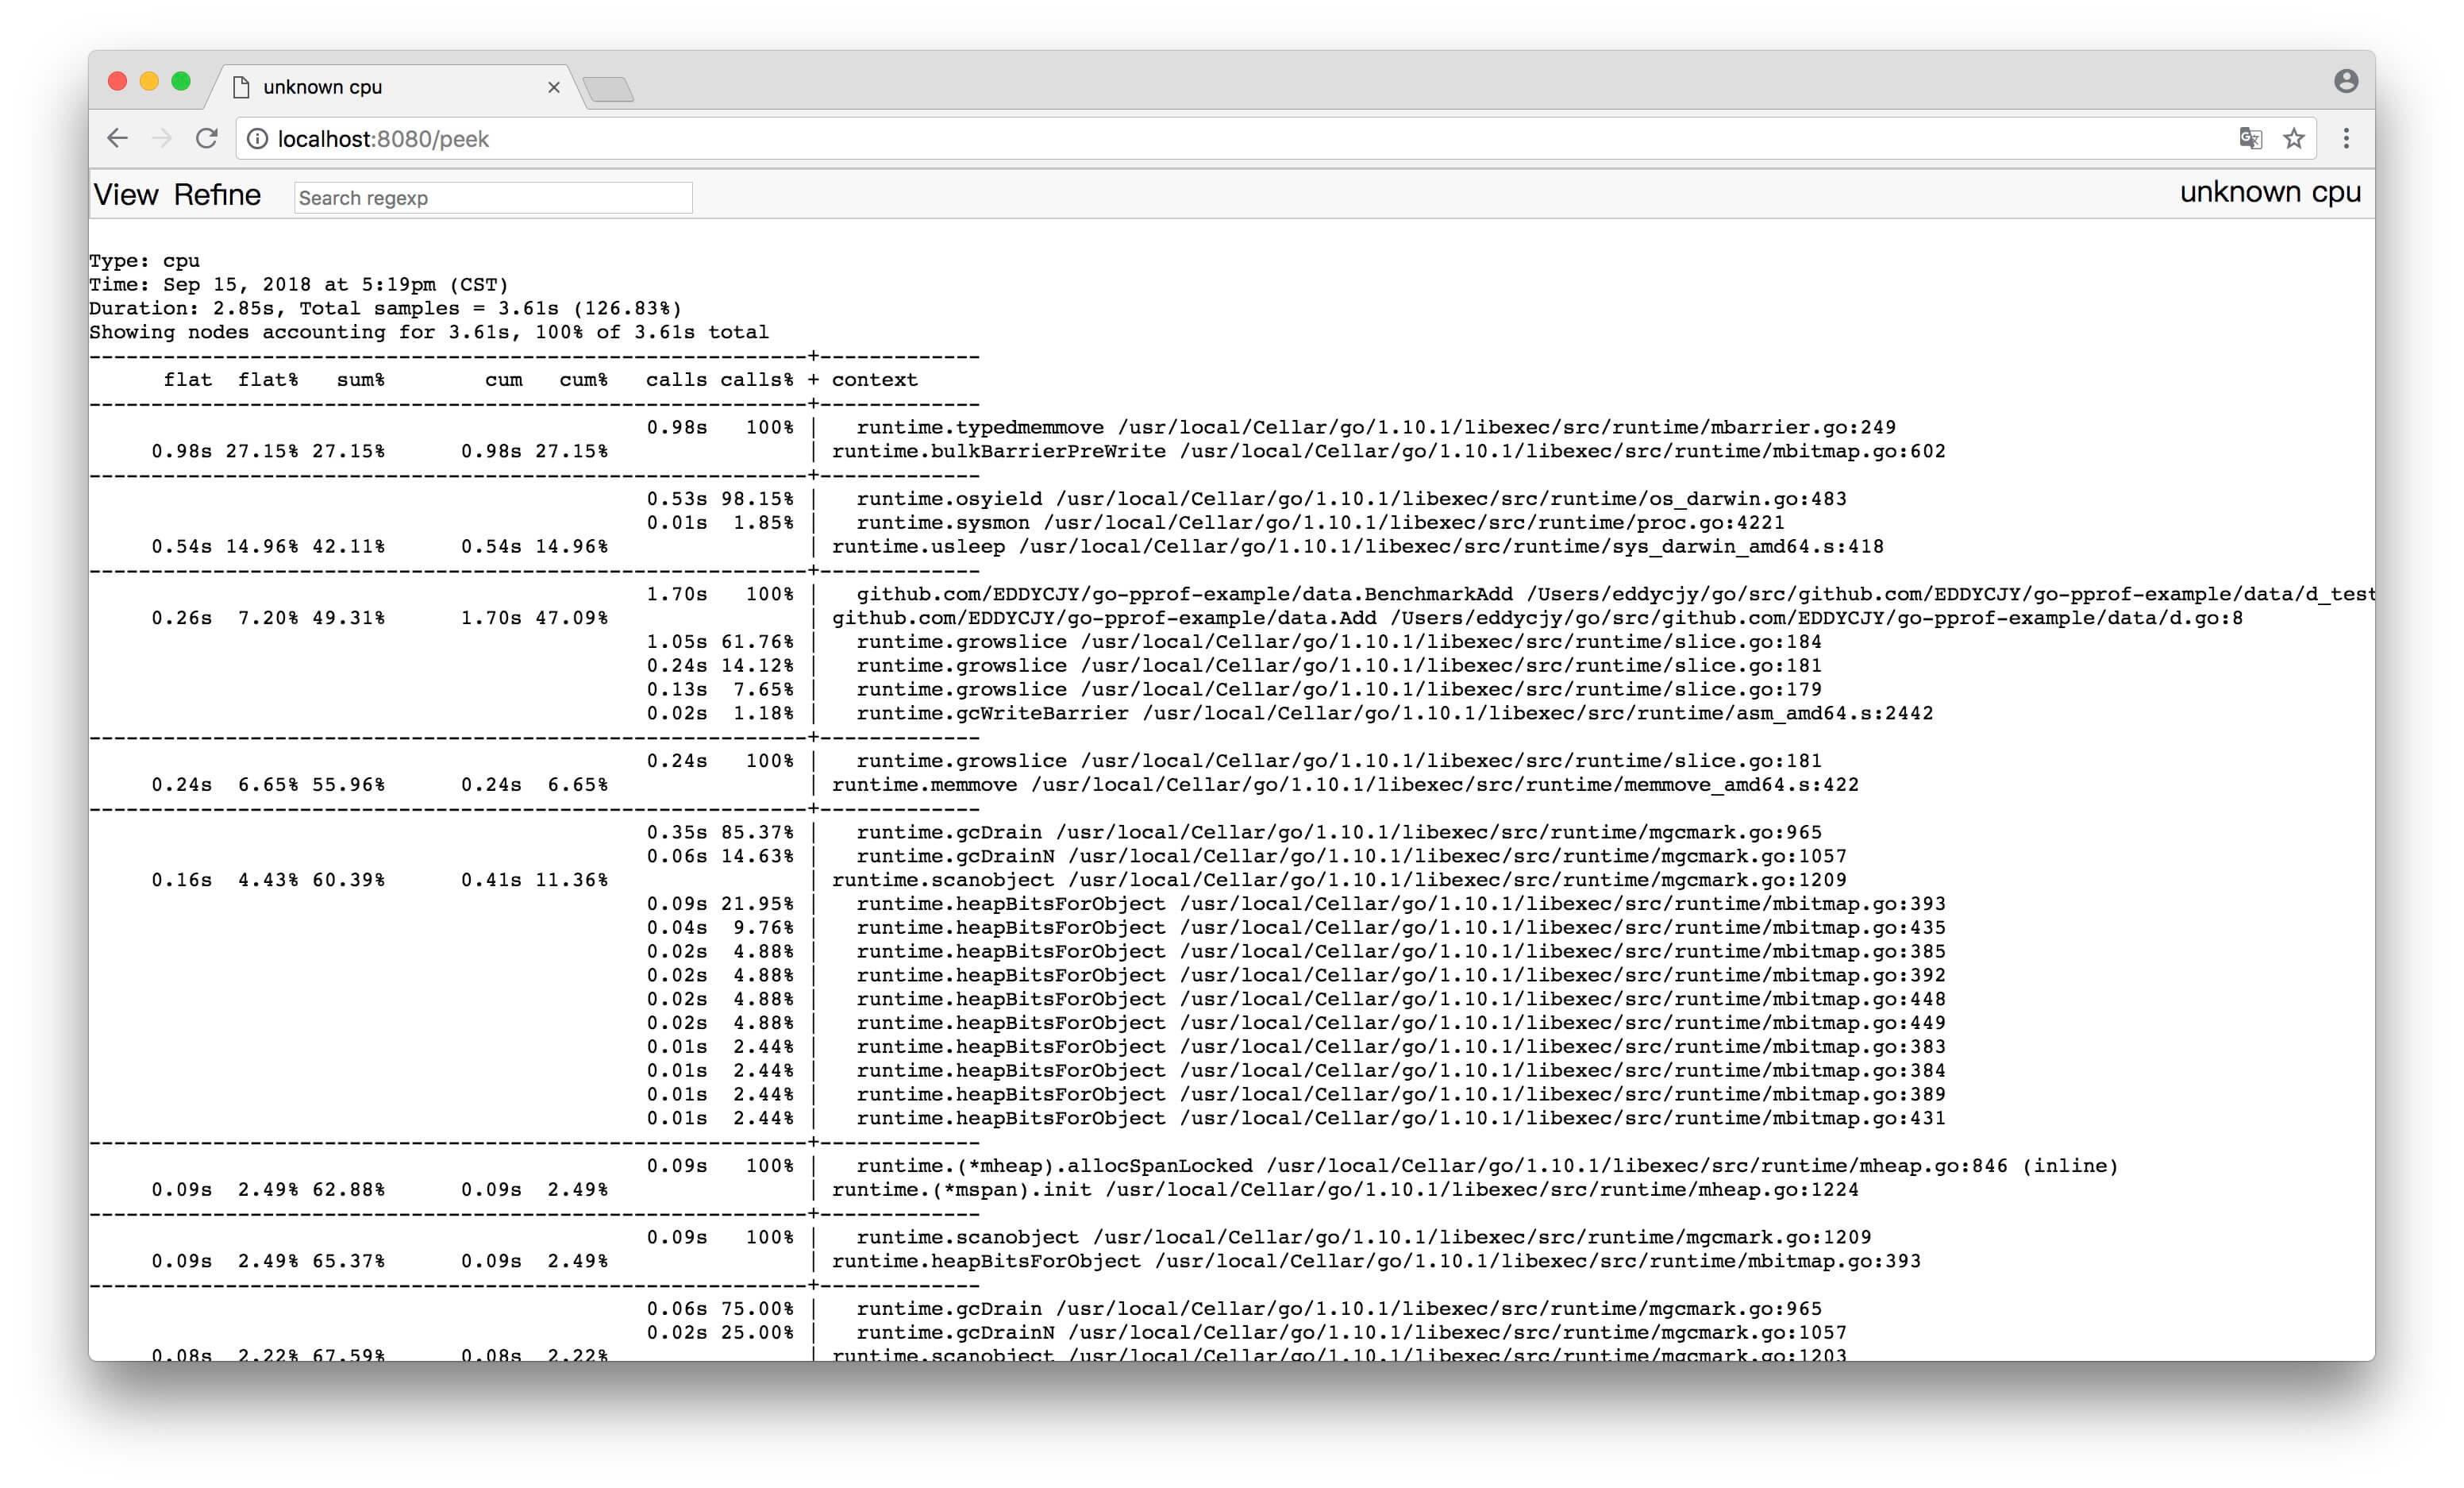 unknown cpu
localhost:8080/peek
View Refine Search regexp unknown cpu
Type: cpu
Time: Sep 15, 2018 at 5:19pm (CST)
Duration: 2.85s, Total samples = 3.61s (126.83%)
Showing nodes accounting for 3.61s, 100% of 3.61s total
----------------------------------------------------------+-------------
      flat  flat%   sum%        cum   cum%   calls calls% + context
----------------------------------------------------------+-------------
                                             0.98s   100% |   runtime.typedmemmove /usr/local/Cellar/go/1.10.1/libexec/src/runtime/mbarrier.go:249
     0.98s 27.15% 27.15%      0.98s 27.15%                | runtime.bulkBarrierPreWrite /usr/local/Cellar/go/1.10.1/libexec/src/runtime/mbitmap.go:602
----------------------------------------------------------+-------------
                                             0.53s 98.15% |   runtime.osyield /usr/local/Cellar/go/1.10.1/libexec/src/runtime/os_darwin.go:483
                                             0.01s  1.85% |   runtime.sysmon /usr/local/Cellar/go/1.10.1/libexec/src/runtime/proc.go:4221
     0.54s 14.96% 42.11%      0.54s 14.96%                | runtime.usleep /usr/local/Cellar/go/1.10.1/libexec/src/runtime/sys_darwin_amd64.s:418
----------------------------------------------------------+-------------
                                             1.70s   100% |   github.com/EDDYCJY/go-pprof-example/data.BenchmarkAdd /Users/eddycjy/go/src/github.com/EDDYCJY/go-pprof-example/data/d_test
     0.26s  7.20% 49.31%      1.70s 47.09%                | github.com/EDDYCJY/go-pprof-example/data.Add /Users/eddycjy/go/src/github.com/EDDYCJY/go-pprof-example/data/d.go:8
                                             1.05s 61.76% |   runtime.growslice /usr/local/Cellar/go/1.10.1/libexec/src/runtime/slice.go:184
                                             0.24s 14.12% |   runtime.growslice /usr/local/Cellar/go/1.10.1/libexec/src/runtime/slice.go:181
                                             0.13s  7.65% |   runtime.growslice /usr/local/Cellar/go/1.10.1/libexec/src/runtime/slice.go:179
                                             0.02s  1.18% |   runtime.gcWriteBarrier /usr/local/Cellar/go/1.10.1/libexec/src/runtime/asm_amd64.s:2442
----------------------------------------------------------+-------------
                                             0.24s   100% |   runtime.growslice /usr/local/Cellar/go/1.10.1/libexec/src/runtime/slice.go:181
     0.24s  6.65% 55.96%      0.24s  6.65%                | runtime.memmove /usr/local/Cellar/go/1.10.1/libexec/src/runtime/memmove_amd64.s:422
----------------------------------------------------------+-------------
                                             0.35s 85.37% |   runtime.gcDrain /usr/local/Cellar/go/1.10.1/libexec/src/runtime/mgcmark.go:965
                                             0.06s 14.63% |   runtime.gcDrainN /usr/local/Cellar/go/1.10.1/libexec/src/runtime/mgcmark.go:1057
     0.16s  4.43% 60.39%      0.41s 11.36%                | runtime.scanobject /usr/local/Cellar/go/1.10.1/libexec/src/runtime/mgcmark.go:1209
                                             0.09s 21.95% |   runtime.heapBitsForObject /usr/local/Cellar/go/1.10.1/libexec/src/runtime/mbitmap.go:393
                                             0.04s  9.76% |   runtime.heapBitsForObject /usr/local/Cellar/go/1.10.1/libexec/src/runtime/mbitmap.go:435
                                             0.02s  4.88% |   runtime.heapBitsForObject /usr/local/Cellar/go/1.10.1/libexec/src/runtime/mbitmap.go:385
                                             0.02s  4.88% |   runtime.heapBitsForObject /usr/local/Cellar/go/1.10.1/libexec/src/runtime/mbitmap.go:392
                                             0.02s  4.88% |   runtime.heapBitsForObject /usr/local/Cellar/go/1.10.1/libexec/src/runtime/mbitmap.go:448
                                             0.02s  4.88% |   runtime.heapBitsForObject /usr/local/Cellar/go/1.10.1/libexec/src/runtime/mbitmap.go:449
                                             0.01s  2.44% |   runtime.heapBitsForObject /usr/local/Cellar/go/1.10.1/libexec/src/runtime/mbitmap.go:383
                                             0.01s  2.44% |   runtime.heapBitsForObject /usr/local/Cellar/go/1.10.1/libexec/src/runtime/mbitmap.go:384
                                             0.01s  2.44% |   runtime.heapBitsForObject /usr/local/Cellar/go/1.10.1/libexec/src/runtime/mbitmap.go:389
                                             0.01s  2.44% |   runtime.heapBitsForObject /usr/local/Cellar/go/1.10.1/libexec/src/runtime/mbitmap.go:431
----------------------------------------------------------+-------------
                                             0.09s   100% |   runtime.(*mheap).allocSpanLocked /usr/local/Cellar/go/1.10.1/libexec/src/runtime/mheap.go:846 (inline)
     0.09s  2.49% 62.88%      0.09s  2.49%                | runtime.(*mspan).init /usr/local/Cellar/go/1.10.1/libexec/src/runtime/mheap.go:1224
----------------------------------------------------------+-------------
                                             0.09s   100% |   runtime.scanobject /usr/local/Cellar/go/1.10.1/libexec/src/runtime/mgcmark.go:1209
     0.09s  2.49% 65.37%      0.09s  2.49%                | runtime.heapBitsForObject /usr/local/Cellar/go/1.10.1/libexec/src/runtime/mbitmap.go:393
----------------------------------------------------------+-------------
                                             0.06s 75.00% |   runtime.gcDrain /usr/local/Cellar/go/1.10.1/libexec/src/runtime/mgcmark.go:965
                                             0.02s 25.00% |   runtime.gcDrainN /usr/local/Cellar/go/1.10.1/libexec/src/runtime/mgcmark.go:1057
     0.08s  2.22% 67.59%      0.08s  2.22%                | runtime.scanobject /usr/local/Cellar/go/1.10.1/libexec/src/runtime/mgcmark.go:1203